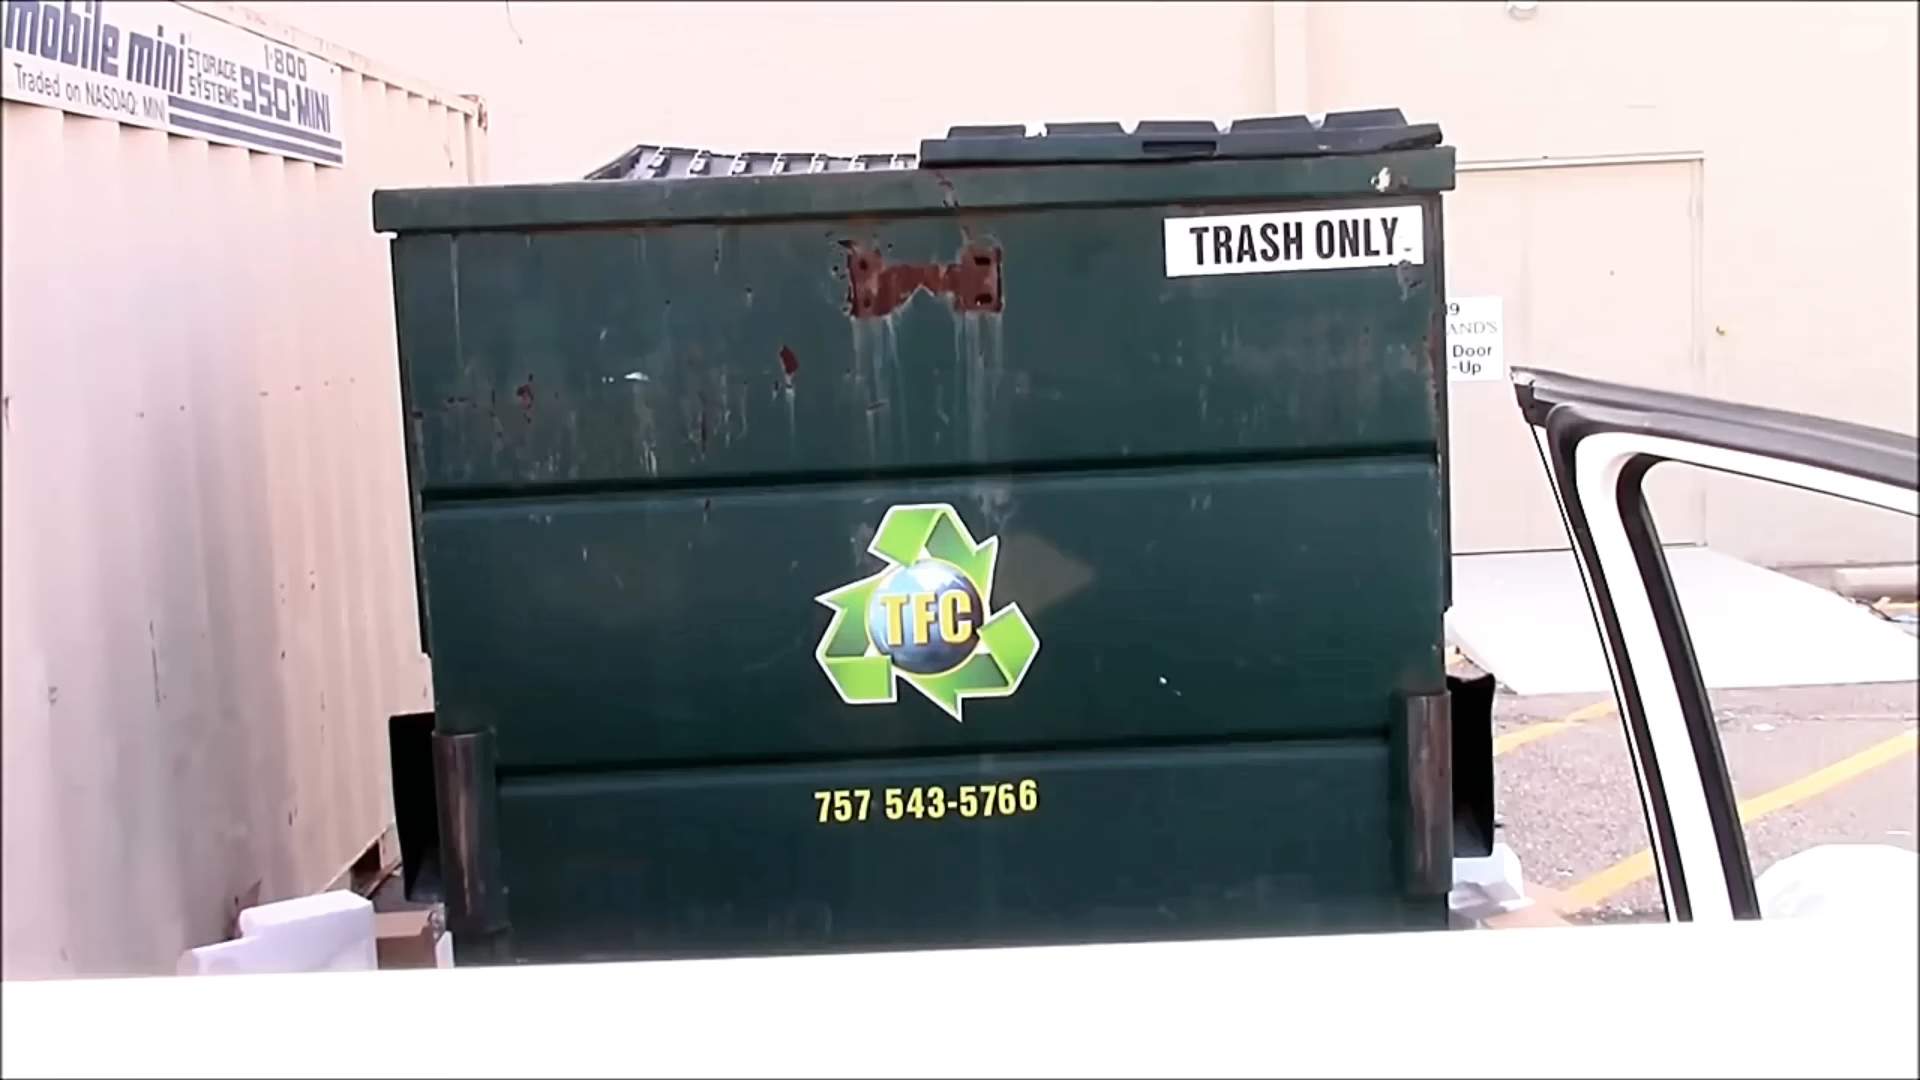 mobile mini STORAGE SYSTEMS 1-800 950-MINI
Traded on NASDAQ: MINI
TRASH ONLY
Door
-Up
TFC
757 543-5766